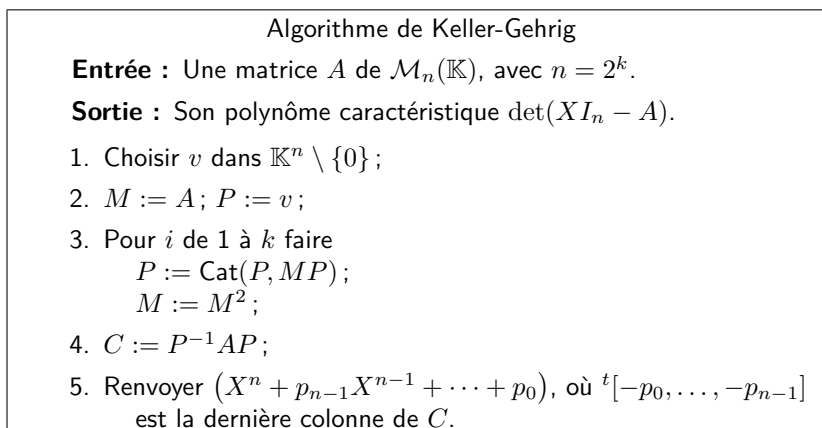 Algorithme de Keller-Gehrig
Entrée : Une matrice A de ℳₙ(𝕂), avec n = 2ᵏ.
Sortie : Son polynôme caractéristique det(XIₙ − A).
1. Choisir v dans 𝕂ⁿ \ {0} ;
2. M := A ; P := v ;
3. Pour i de 1 à k faire
P := Cat(P, MP) ;
M := M² ;
4. C := P⁻¹AP ;
5. Renvoyer (Xⁿ + pₙ₋₁Xⁿ⁻¹ + ··· + p₀), où ᵗ[−p₀, . . . , −pₙ₋₁]
est la dernière colonne de C.